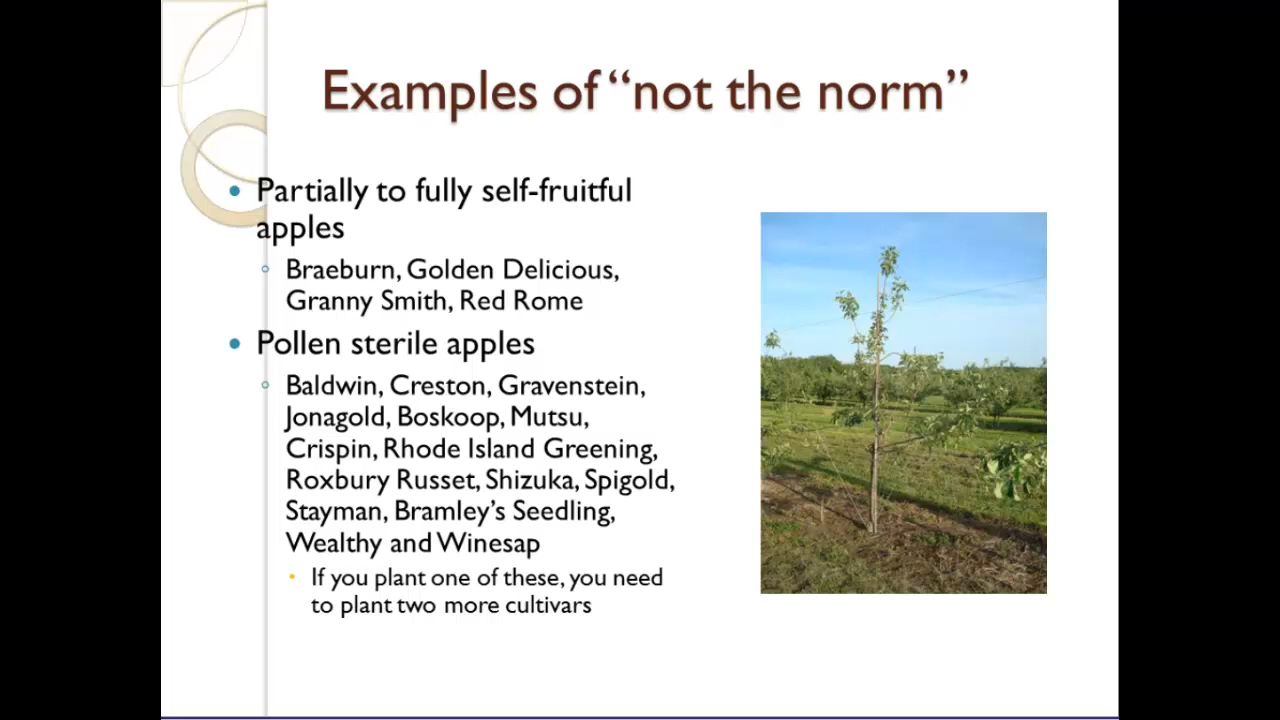 Examples of “not the norm”
Partially to fully self-fruitful
apples
Braeburn, Golden Delicious,
Granny Smith, Red Rome
Pollen sterile apples
Baldwin, Creston, Gravenstein,
Jonagold, Boskoop, Mutsu,
Crispin, Rhode Island Greening,
Roxbury Russet, Shizuka, Spigold,
Stayman, Bramley’s Seedling,
Wealthy and Winesap
If you plant one of these, you need
to plant two more cultivars